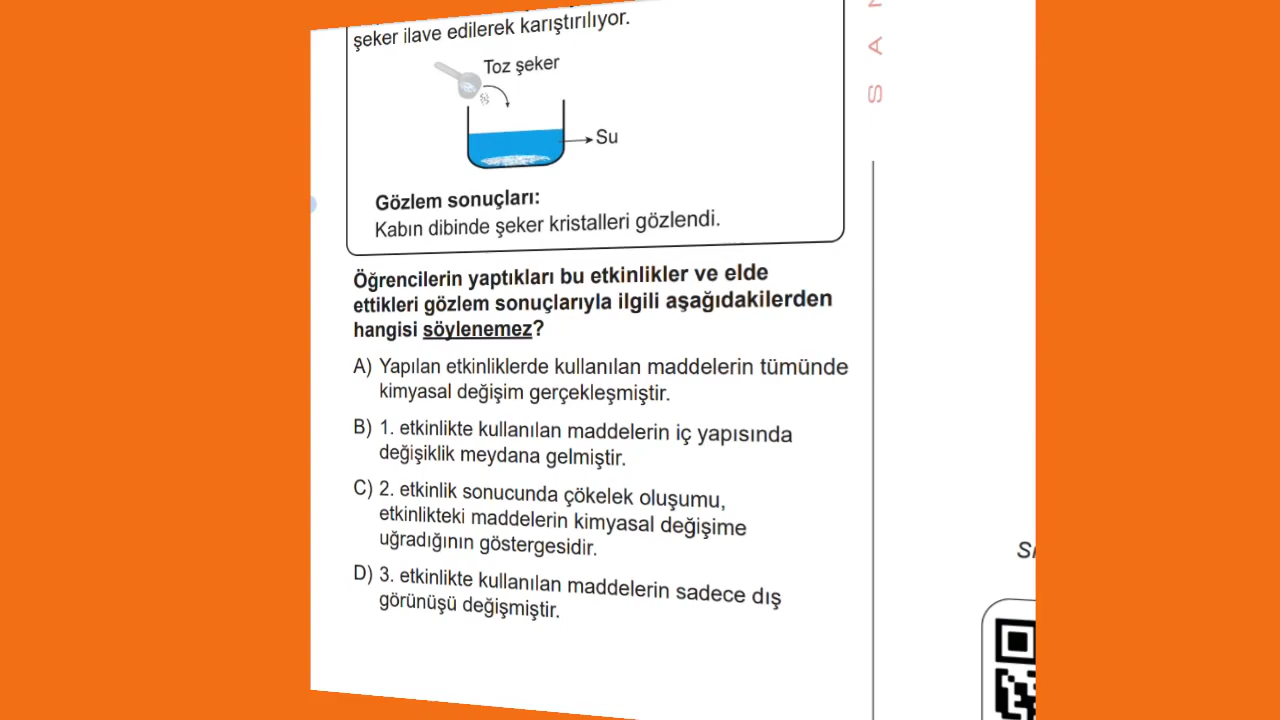 şeker ilave edilerek karıştırılıyor.
Toz şeker
Su
Gözlem sonuçları:
Kabın dibinde şeker kristalleri gözlendi.
Öğrencilerin yaptıkları bu etkinlikler ve elde
ettikleri gözlem sonuçlarıyla ilgili aşağıdakilerden
hangisi söylenemez?
A) Yapılan etkinliklerde kullanılan maddelerin tümünde
kimyasal değişim gerçekleşmiştir.
B) 1. etkinlikte kullanılan maddelerin iç yapısında
değişiklik meydana gelmiştir.
C) 2. etkinlik sonucunda çökelek oluşumu,
etkinlikteki maddelerin kimyasal değişime
uğradığının göstergesidir.
D) 3. etkinlikte kullanılan maddelerin sadece dış
görünüşü değişmiştir.
S A